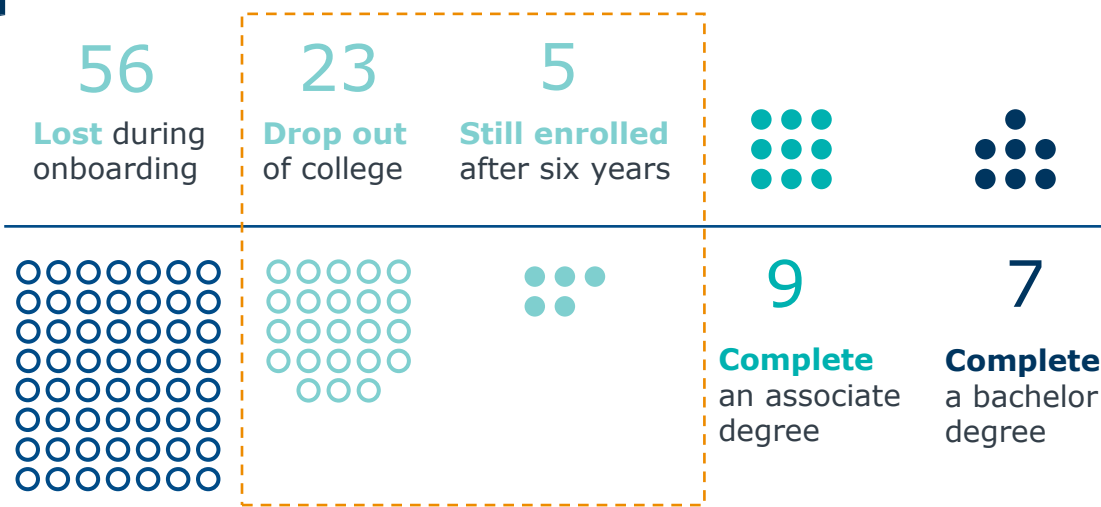 56
Lost during
onboarding
23
Drop out
of college
5
Still enrolled
after six years
9
Complete
an associate
degree
7
Complete
a bachelor
degree